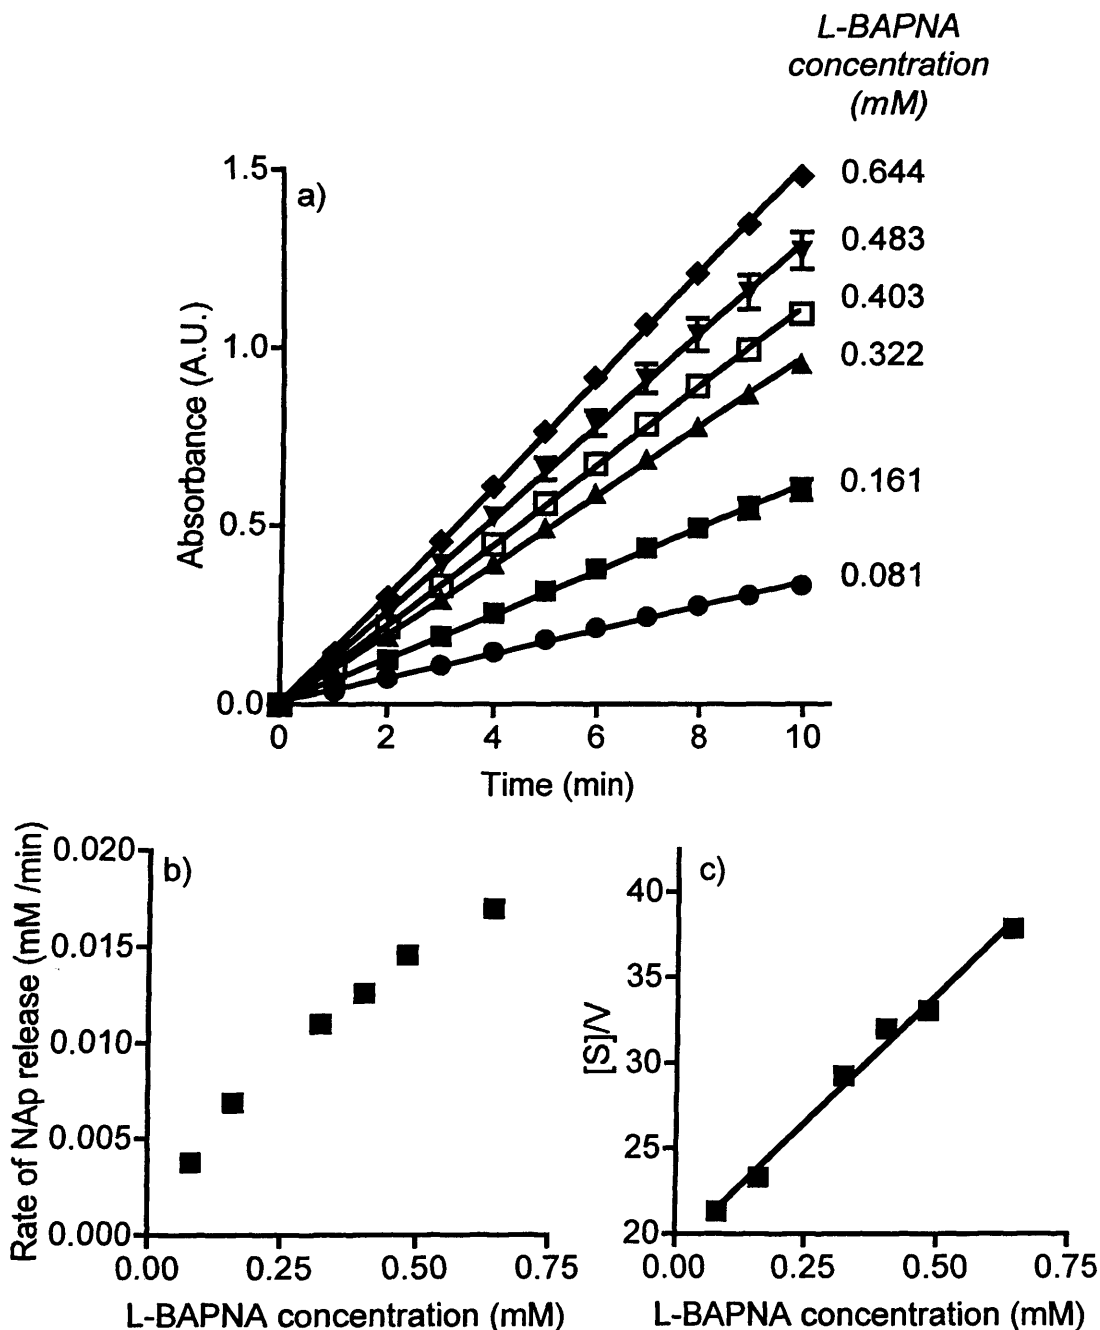 L-BAPNA
concentration
(mM)
1.5
a)
0.644
0.483
0.403
1.0
0.322
Absorbance (A.U.)
0.161
0.5
0.081
0.0
0 2 4 6 8 10
Time (min)
b)
0.020
0.015
0.010
0.005
0.000
Rate of NAp release (mM /min)
0.00 0.25 0.50 0.75
L-BAPNA concentration (mM)
c)
40
35
30
25
20
[S]/V
0.00 0.25 0.50 0.75
L-BAPNA concentration (mM)